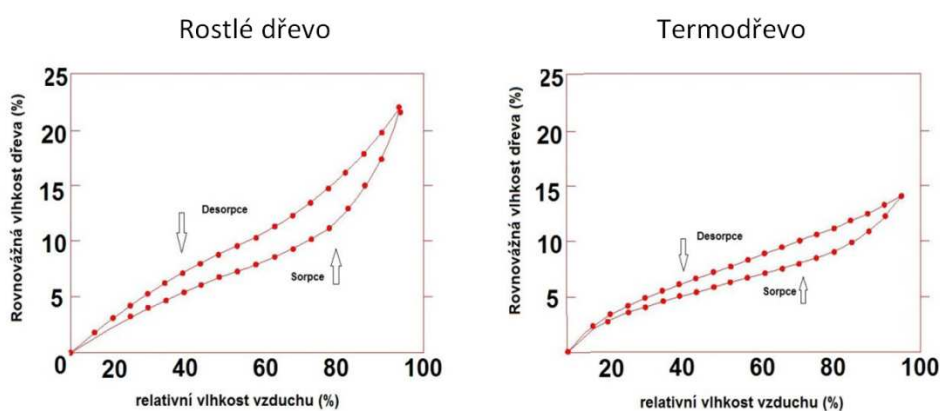 Rostlé dřevo
Rovnovážná vlhkost dřeva (%)
25
20
15
10
5
0
Desorpce
Sorpce
20
40
60
80
100
relativní vlhkost vzduchu (%)
Termodřevo
Rovnovážná vlhkost dřeva (%)
25
20
15
10
5
0
Desorpce
Sorpce
20
40
60
80
100
relativní vlhkost vzduchu (%)